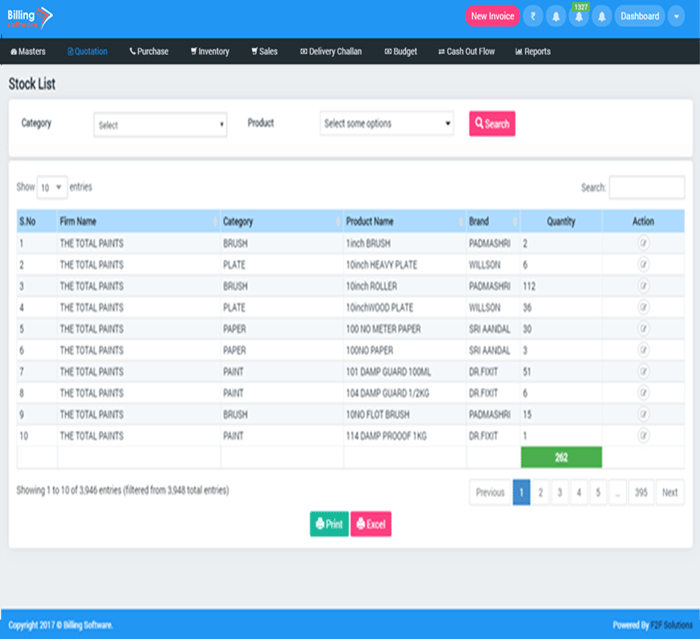 Billing
software
New Invoice ₹ 1327 Dashboard
Masters Quotation Purchase Inventory Sales Delivery Challan Budget Cash Out Flow Reports
Stock List
Category Select Product Select some options Search
Show 10 entries Search:
S.No Firm Name Category Product Name Brand Quantity Action
1 THE TOTAL PAINTS BRUSH 1inch BRUSH PADMASHRI 2
2 THE TOTAL PAINTS PLATE 10inch HEAVY PLATE WILLSON 6
3 THE TOTAL PAINTS BRUSH 10inch ROLLER PADMASHRI 112
4 THE TOTAL PAINTS PLATE 10inchWOOD PLATE WILLSON 36
5 THE TOTAL PAINTS PAPER 100 NO METER PAPER SRI AANDAL 30
6 THE TOTAL PAINTS PAPER 100NO PAPER SRI AANDAL 3
7 THE TOTAL PAINTS PAINT 101 DAMP GUARD 100ML DR.FIXIT 51
8 THE TOTAL PAINTS PAINT 104 DAMP GUARD 1/2KG DR.FIXIT 6
9 THE TOTAL PAINTS BRUSH 10NO FLOT BRUSH PADMASHRI 15
10 THE TOTAL PAINTS PAINT 114 DAMP PROOOF 1KG DR.FIXIT 1
262
Showing 1 to 10 of 3,946 entries (filtered from 3,948 total entries) Previous 1 2 3 4 5 ... 395 Next
Print Excel
Copyright 2017 © Billing Software. Powered By F2F Solutions